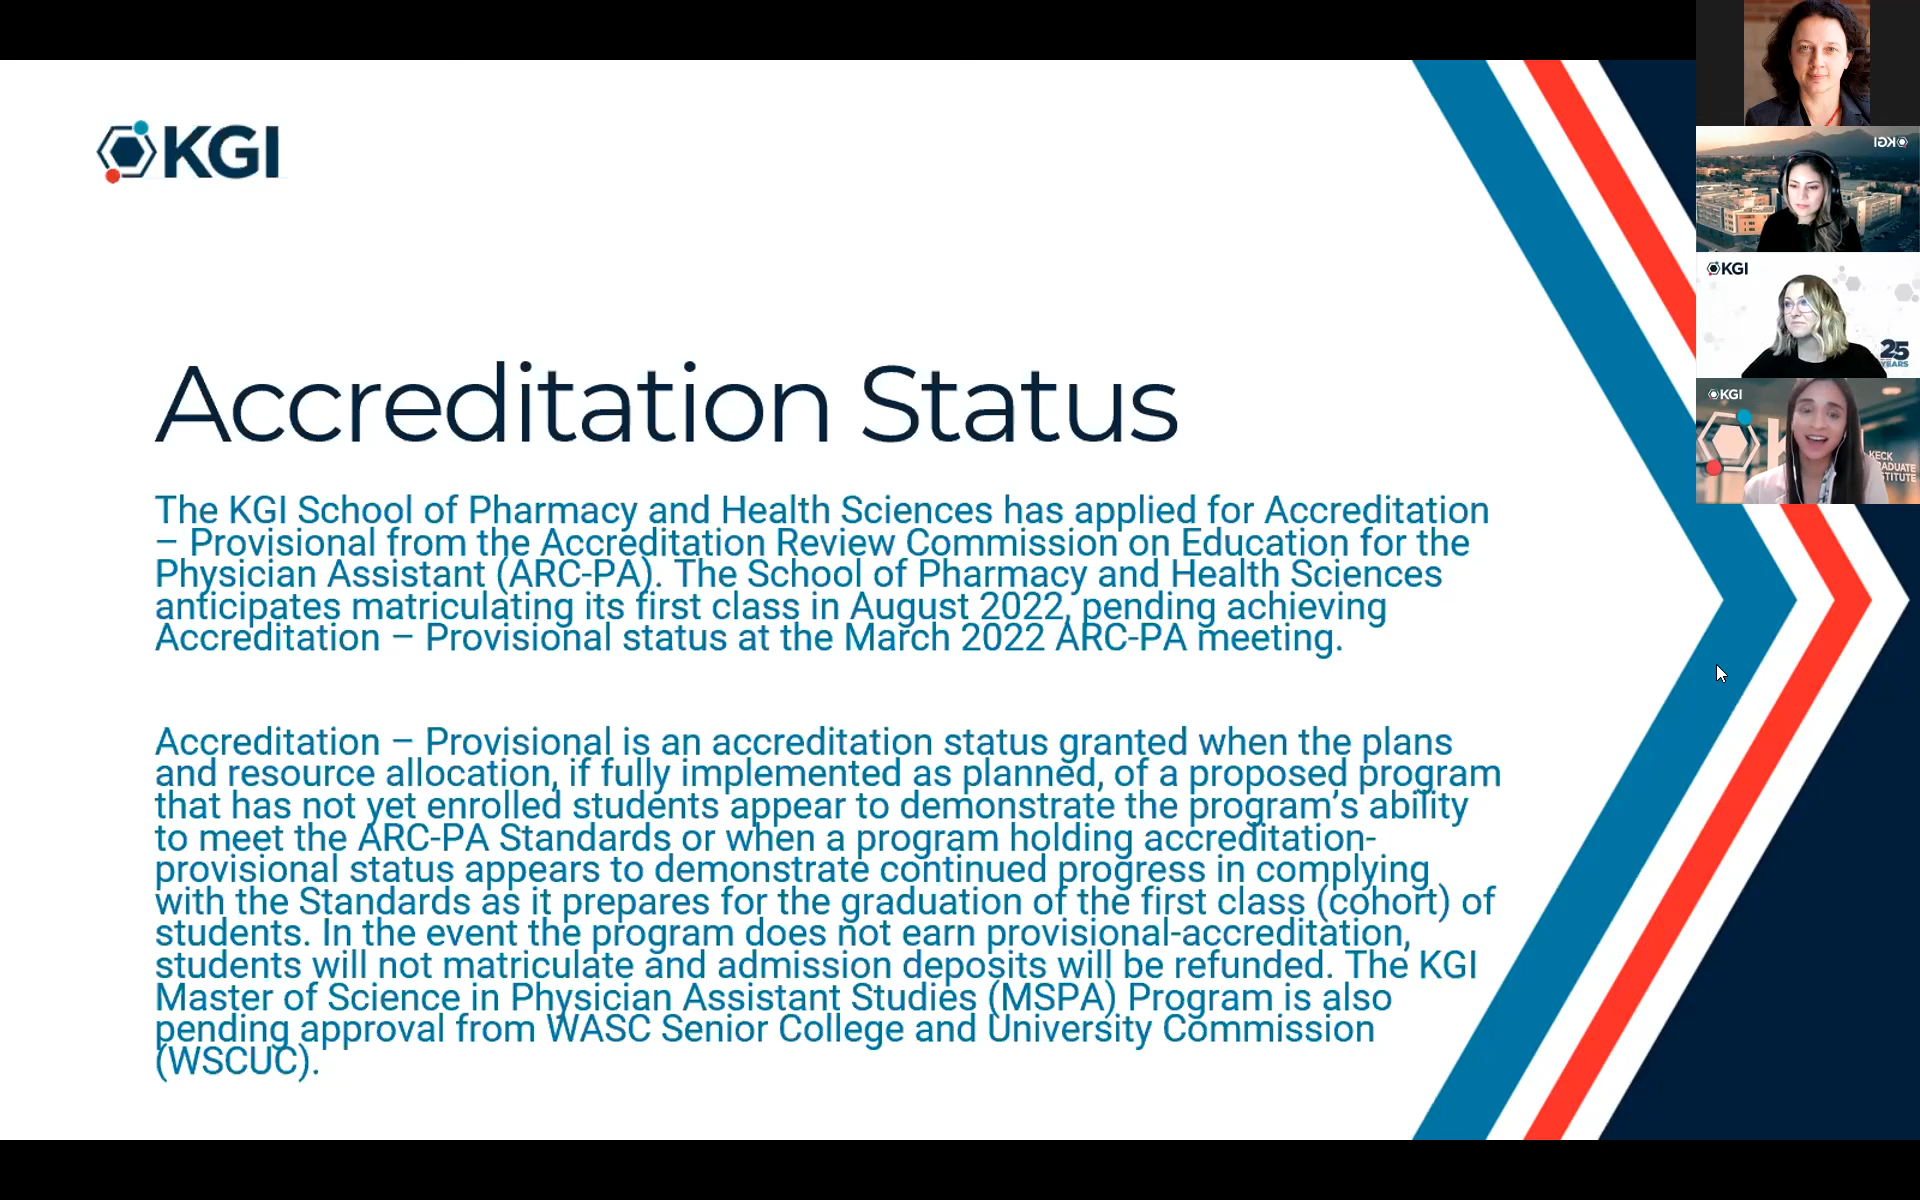 KGI
Accreditation Status
The KGI School of Pharmacy and Health Sciences has applied for Accreditation
– Provisional from the Accreditation Review Commission on Education for the
Physician Assistant (ARC-PA). The School of Pharmacy and Health Sciences
anticipates matriculating its first class in August 2022, pending achieving
Accreditation – Provisional status at the March 2022 ARC-PA meeting.
Accreditation – Provisional is an accreditation status granted when the plans
and resource allocation, if fully implemented as planned, of a proposed program
that has not yet enrolled students appear to demonstrate the program’s ability
to meet the ARC-PA Standards or when a program holding accreditation-
provisional status appears to demonstrate continued progress in complying
with the Standards as it prepares for the graduation of the first class (cohort) of
students. In the event the program does not earn provisional-accreditation,
students will not matriculate and admission deposits will be refunded. The KGI
Master of Science in Physician Assistant Studies (MSPA) Program is also
pending approval from WASC Senior College and University Commission
(WSCUC).
KGI
KGI
25
YEARS
KGI
K
KECK
ADUATE
STITUTE